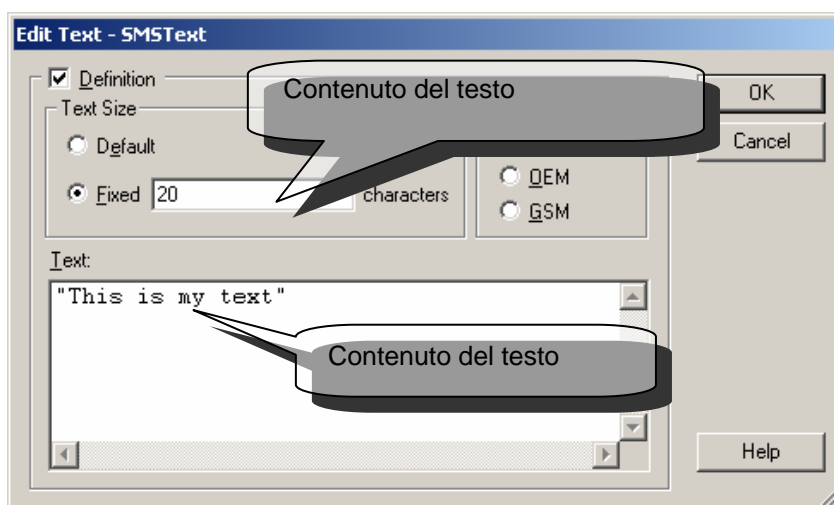 Edit Text - SMSText
Definition
Contenuto del testo
OK
Text Size
Default
Cancel
Fixed 20 characters
OEM
GSM
Text:
"This is my text"
Contenuto del testo
Help